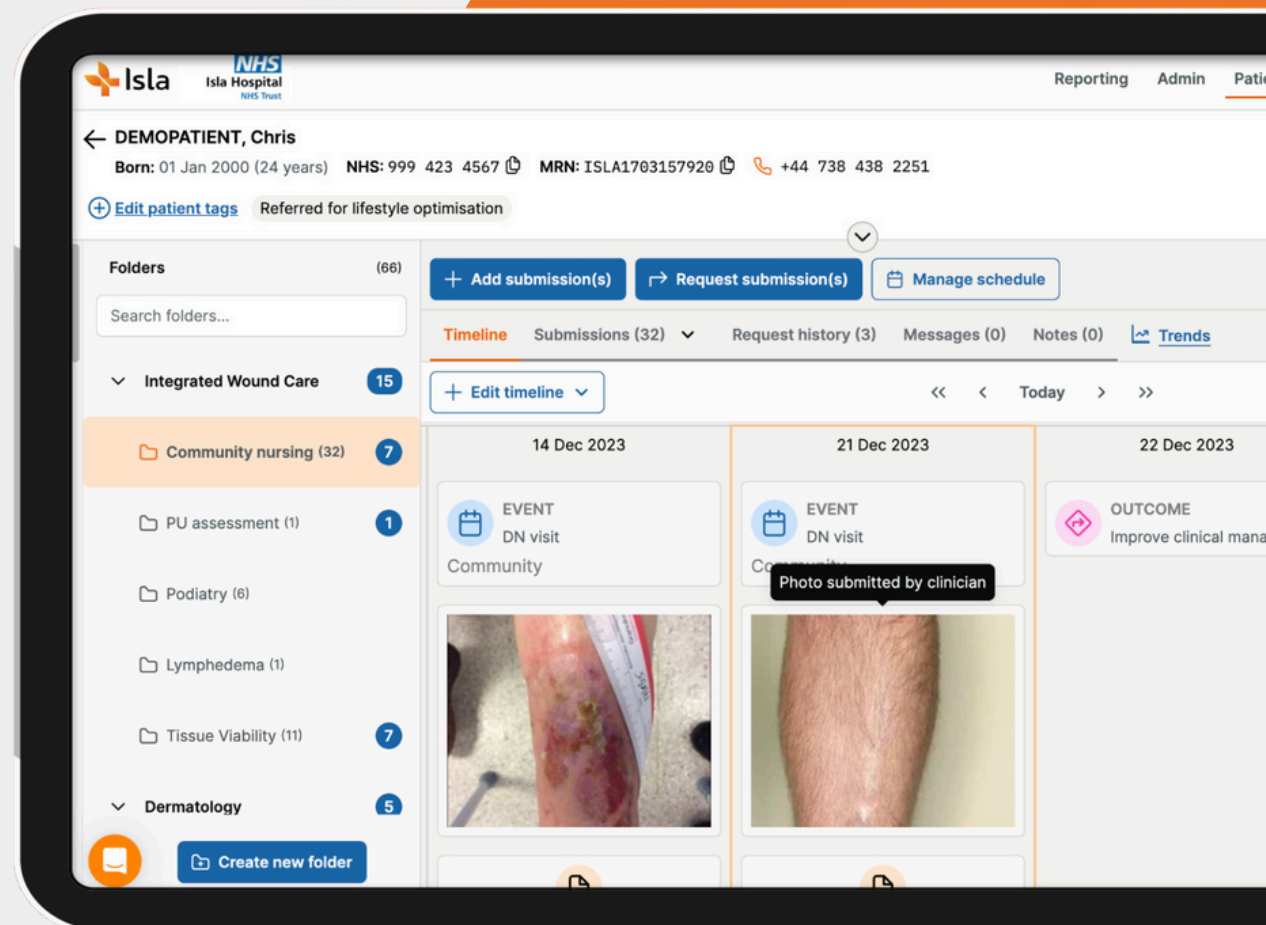 Isla
NHS
Isla Hospital
NHS Trust
Reporting Admin
DEMOPATIENT, Chris
Born: 01 Jan 2000 (24 years) NHS: 999 423 4567 MRN: ISLA1703157920 +44 738 438 2251
Edit patient tags Referred for lifestyle optimisation
Folders (66)
Search folders...
Integrated Wound Care 15
Community nursing (32) 7
PU assessment (1) 1
Podiatry (6)
Lymphedema (1)
Tissue Viability (11) 7
Dermatology 5
Create new folder
+ Add submission(s) Request submission(s) Manage schedule
Timeline Submissions (32) Request history (3) Messages (0) Notes (0) Trends
+ Edit timeline << < Today > >>
14 Dec 2023 21 Dec 2023 22 Dec 2023
EVENT
DN visit
Community
EVENT
DN visit
Photo submitted by clinician
OUTCOME
Improve clinical